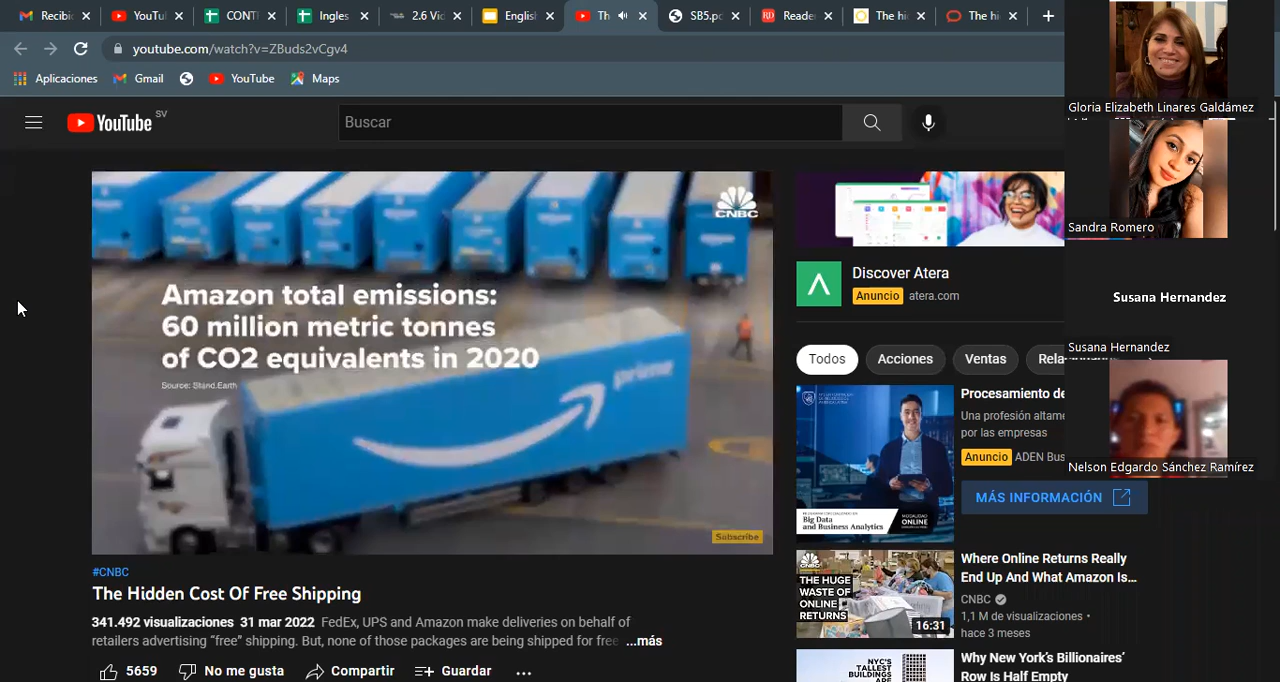 Recibic
YouTu
CONTI
Ingles
2.6 Vid
English
Th
SB5.pc
Reade
The hi
The hi
youtube.com/watch?v=ZBuds2vCgv4
Aplicaciones
Gmail
YouTube
Maps
YouTube SV
Buscar
CNBC
Amazon total emissions:
60 million metric tonnes
of CO2 equivalents in 2020
Source: Stand.Earth
prime
Subscribe
#CNBC
The Hidden Cost Of Free Shipping
341.492 visualizaciones 31 mar 2022 FedEx, UPS and Amazon make deliveries on behalf of
retailers advertising “free” shipping. But, none of those packages are being shipped for free ...más
5659 No me gusta Compartir Guardar ...
Discover Atera
Anuncio atera.com
Todos Acciones Ventas
Procesamiento de
Una profesión altame
por las empresas
Anuncio ADEN Bus
MÁS INFORMACIÓN
Big Data
and Business Analytics
MODALIDAD
ONLINE
CNBC
THE HUGE
WASTE OF
ONLINE
RETURNS
16:31
Where Online Returns Really
End Up And What Amazon Is...
CNBC
1,1 M de visualizaciones •
hace 3 meses
NYC'S
TALLEST
BUILDINGS
ARE
Why New York's Billionaires'
Row Is Half Empty
Gloria Elizabeth Linares Galdámez
Sandra Romero
Susana Hernandez
Susana Hernandez
Nelson Edgardo Sánchez Ramírez